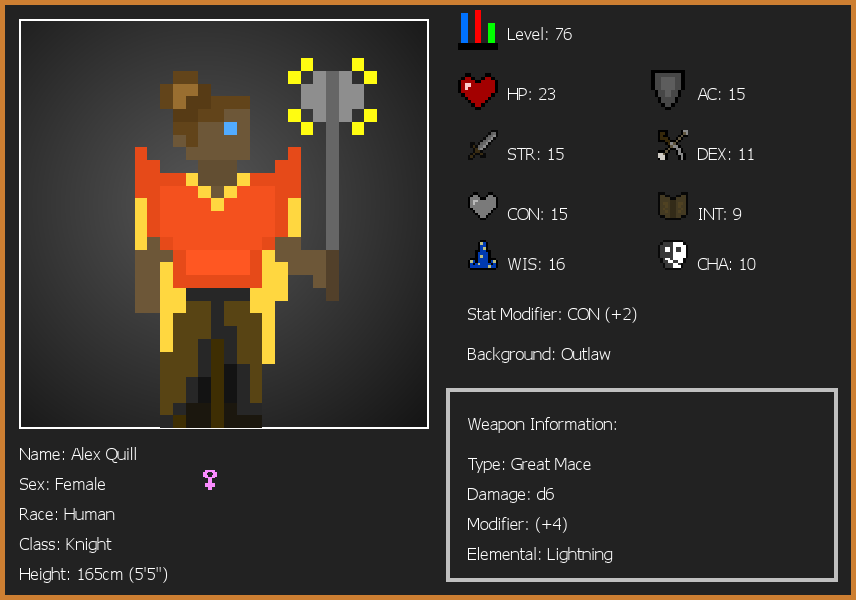 Level: 76
HP: 23
AC: 15
STR: 15
DEX: 11
CON: 15
INT: 9
WIS: 16
CHA: 10
Stat Modifier: CON (+2)
Background: Outlaw
Weapon Information:
Type: Great Mace
Damage: d6
Modifier: (+4)
Elemental: Lightning
Name: Alex Quill
Sex: Female
Race: Human
Class: Knight
Height: 165cm (5'5")